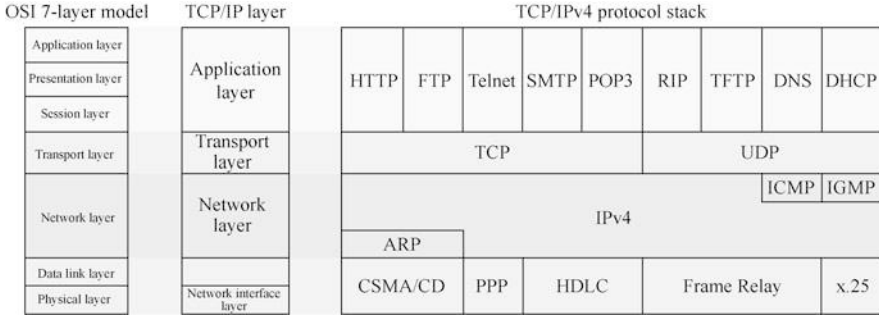 OSI 7-layer model TCP/IP layer TCP/IPv4 protocol stack
Application layer
Presentation layer
Session layer
Transport layer
Network layer
Data link layer
Physical layer
Application
layer
Transport
layer
Network
layer
Network interface
layer
HTTP FTP Telnet SMTP POP3 RIP TFTP DNS DHCP
TCP UDP
ICMP IGMP
IPv4
ARP
CSMA/CD PPP HDLC Frame Relay x.25